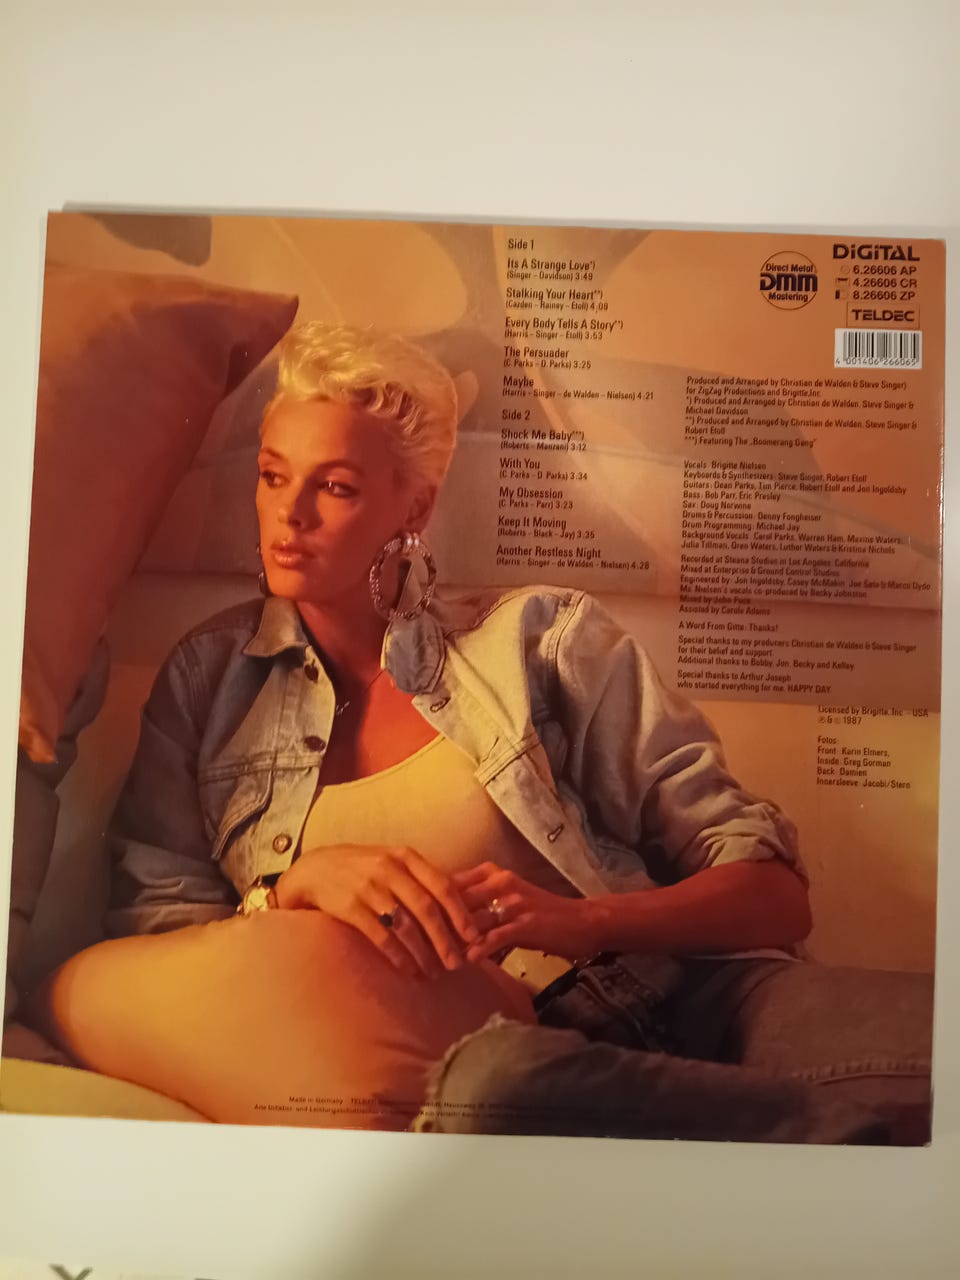 Side 1
Its A Strange Love*)
(Singer - Davidson) 3:49
Stalking Your Heart**)
(Cazden - Rainey - Etoll) 4:09
Every Body Tells A Story**)
(Harris - Singer - Etoll) 3:53
The Persuader
(C. Parks - D. Parks) 3:25
Maybe
(Harris - Singer - de Walden - Nielsen) 4:21
Side 2
Shock Me Baby***)
(Roberts - Manzani) 3:12
With You
(C. Parks - D. Parks) 3:34
My Obsession
(C. Parks - Parr) 3:23
Keep It Moving
(Roberts - Black - Jay) 3:35
Another Restless Night
(Harris - Singer - de Walden - Nielsen) 4:28
Direct Metal
DMM
Mastering
DiGiTAL
6.26606 AP
4.26606 CR
8.26606 ZP
TELDEC
4 001406 266065
Produced and Arranged by Christian de Walden & Steve Singer)
for ZigZag Productions and Brigitte,Inc.
*) Produced and Arranged by Christian de Walden, Steve Singer &
Michael Davidson
**) Produced and Arranged by Christian de Walden, Steve Singer &
Robert Etoll
***) Featuring The „Boomerang Gang"
Vocals: Brigitte Nielsen
Keyboards & Synthesizers: Steve Singer, Robert Etoll
Guitars: Dean Parks, Tim Pierce, Robert Etoll and Jon Ingoldsby
Bass: Bob Parr, Eric Presley
Sax: Doug Norwine
Drums & Percussion: Denny Fongheiser
Drum Programming: Michael Jay
Background Vocals: Carol Parks, Warren Ham, Maxine Waters,
Julia Tillman, Oren Waters, Luther Waters & Kristina Nichols
Recorded at Steana Studios in Los Angeles, California
Mixed at Enterprise & Ground Control Studios
Engineered by: Jon Ingoldsby, Casey McMakin, Joe Seta & Marco Dydo
Ms. Nielsen's vocals co-produced by Becky Johnston
Mixed by John Pace
Assisted by Carole Adams
A Word From Gitte: Thanks!
Special thanks to my producers Christian de Walden & Steve Singer
for their belief and support.
Additional thanks to Bobby, Jon, Becky and Kelley
Special thanks to Arthur Joseph
who started everything for me. HAPPY DAY.
Licensed by Brigitte, Inc. - USA
℗ & © 1987
Fotos:
Front: Karin Elmers,
Inside: Greg Gorman
Back: Damien
Innersleeve: Jacobi/Stern
Made in Germany · TELDEC
Alle Urheber- und Leistungsschutzrechte